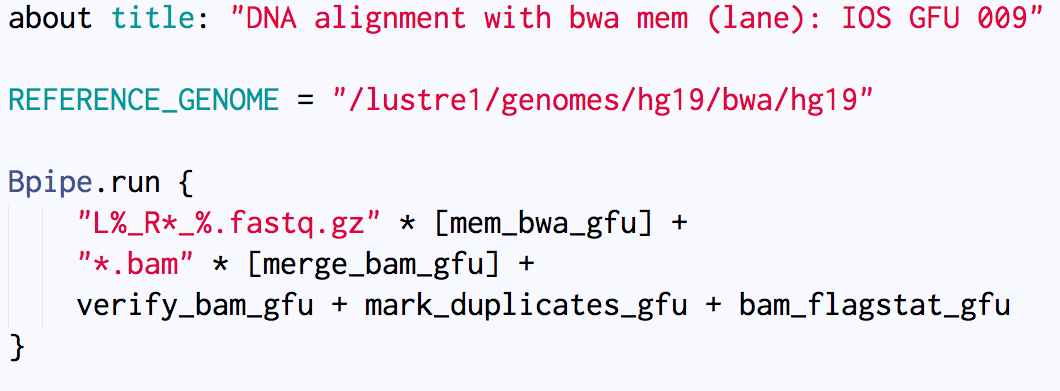 about title: "DNA alignment with bwa mem (lane): IOS GFU 009"
REFERENCE_GENOME = "/lustre1/genomes/hg19/bwa/hg19"
Bpipe.run {
"L%_R*_%.fastq.gz" * [mem_bwa_gfu] +
"*.bam" * [merge_bam_gfu] +
verify_bam_gfu + mark_duplicates_gfu + bam_flagstat_gfu
}